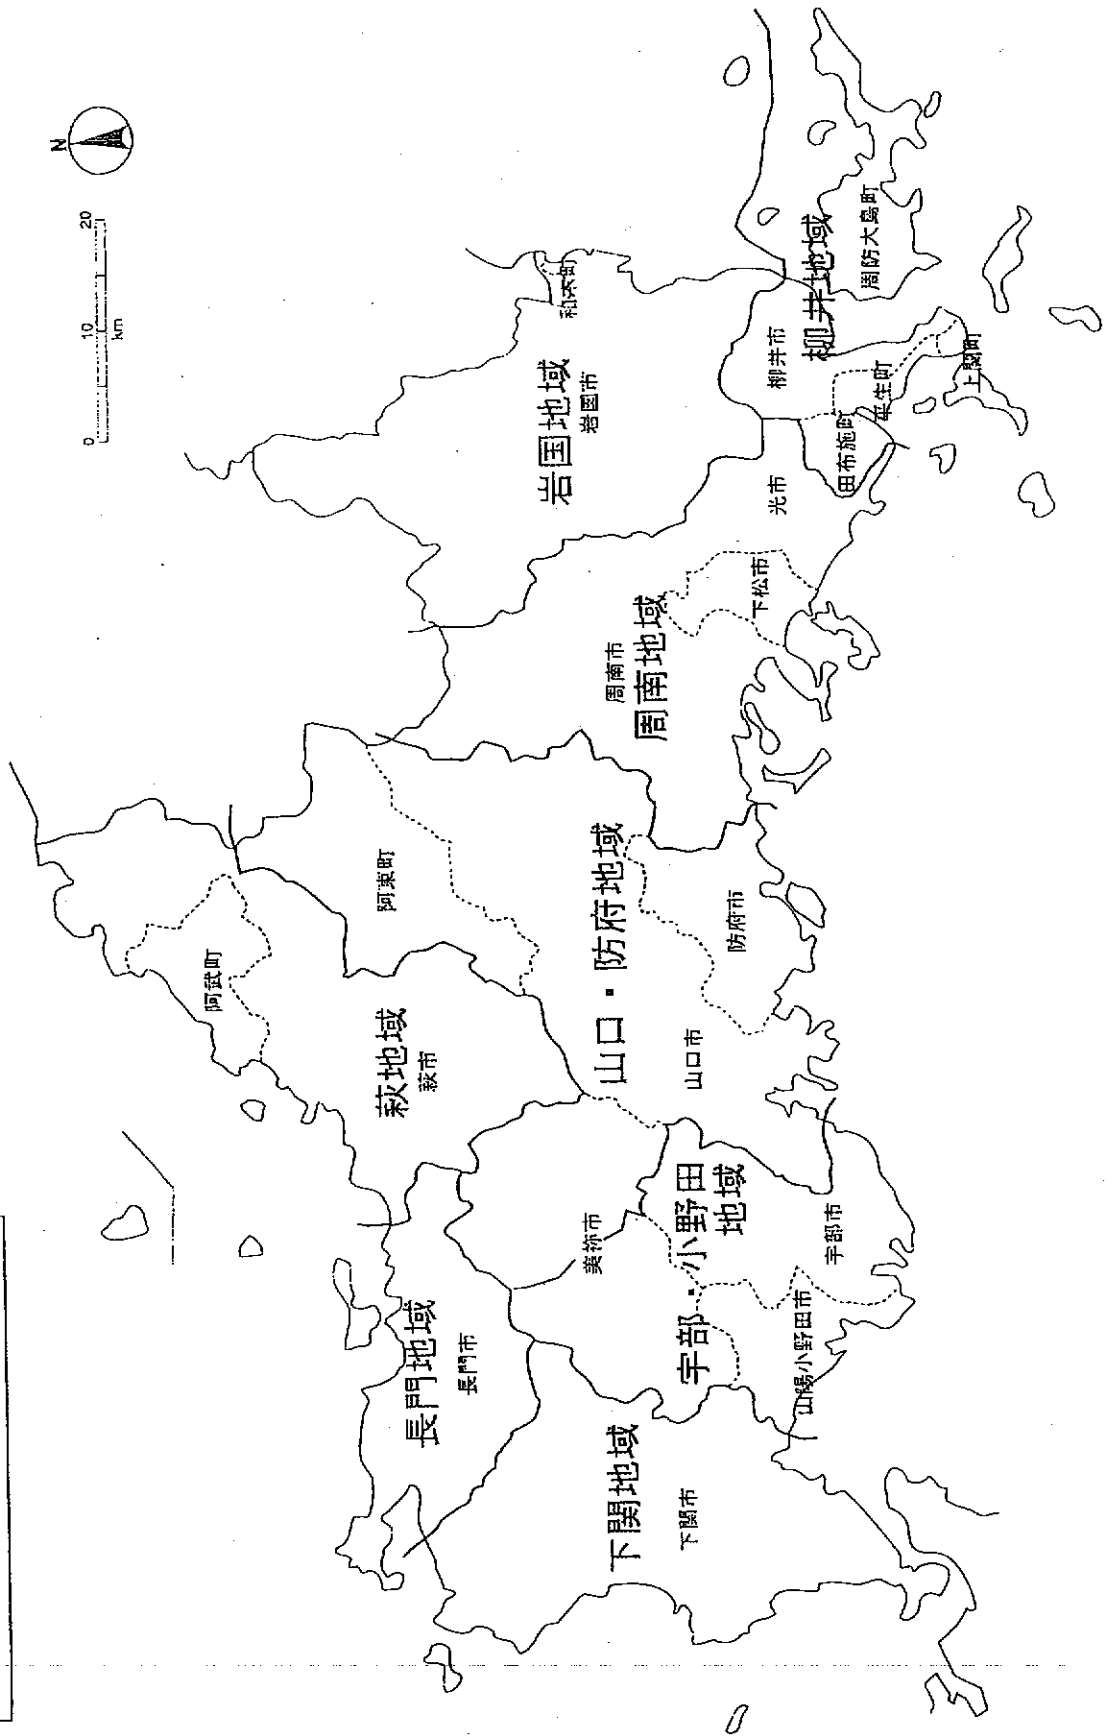 N
0 10 20
km
阿武町
萩地域
萩市
阿東町
長門地域
長門市
美祢市
下関地域
下関市
宇部・小野田
地域
宇部市
山陽小野田市
山口・防府地域
山口市
防府市
周南市
周南地域
下松市
光市
岩国地域
岩国市
和木町
柳井地域
柳井市
田布施町
平生町
上関町
周防大島町